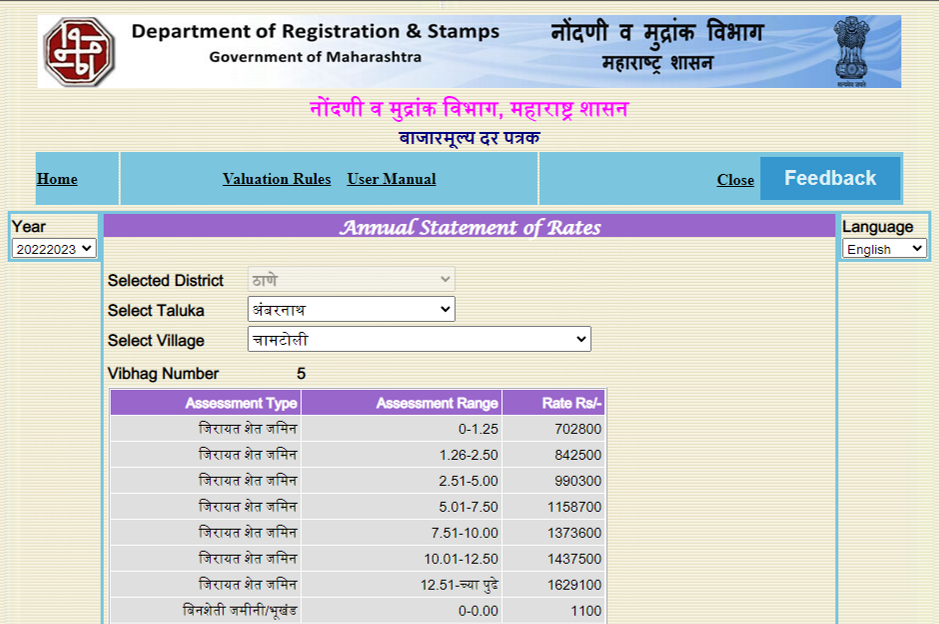 Department of Registration & Stamps
Government of Maharashtra
नोंदणी व मुद्रांक विभाग
महाराष्ट्र शासन
नोंदणी व मुद्रांक विभाग, महाराष्ट्र शासन
बाजारमूल्य दर पत्रक
Home Valuation Rules User Manual Close Feedback
Year
20222023
Annual Statement of Rates
Language
English
Selected District ठाणे
Select Taluka अंबरनाथ
Select Village चामटोली
Vibhag Number 5
Assessment Type Assessment Range Rate Rs/-
जिरायत शेत जमिन 0-1.25 702800
जिरायत शेत जमिन 1.26-2.50 842500
जिरायत शेत जमिन 2.51-5.00 990300
जिरायत शेत जमिन 5.01-7.50 1158700
जिरायत शेत जमिन 7.51-10.00 1373600
जिरायत शेत जमिन 10.01-12.50 1437500
जिरायत शेत जमिन 12.51-च्या पुढे 1629100
बिनशेती जमीनी/भूखंड 0-0.00 1100